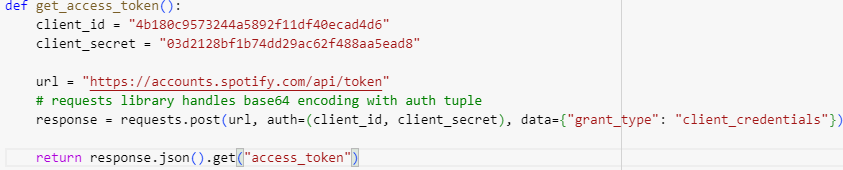 def get_access_token():
    client_id = "4b180c9573244a5892f11df40ecad4d6"
    client_secret = "03d2128bf1b74dd29ac62f488aa5ead8"
    url = "https://accounts.spotify.com/api/token"
    # requests library handles base64 encoding with auth tuple
    response = requests.post(url, auth=(client_id, client_secret), data={"grant_type": "client_credentials"})
    return response.json().get("access_token")